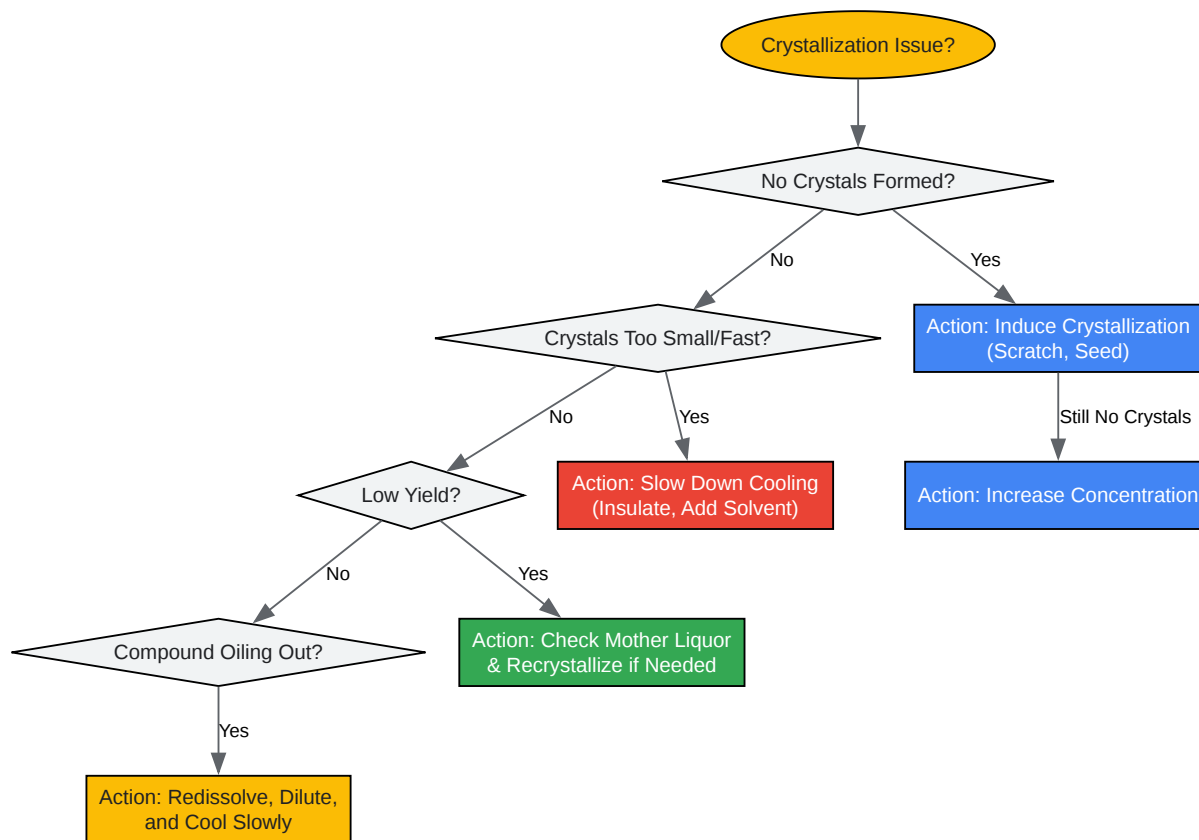 Crystallization Issue?
No Crystals Formed?
No
Yes
Crystals Too Small/Fast?
Action: Induce Crystallization
(Scratch, Seed)
No
Yes
Still No Crystals
Low Yield?
Action: Slow Down Cooling
(Insulate, Add Solvent)
Action: Increase Concentration
No
Yes
Compound Oiling Out?
Action: Check Mother Liquor
& Recrystallize if Needed
Yes
Action: Redissolve, Dilute,
and Cool Slowly